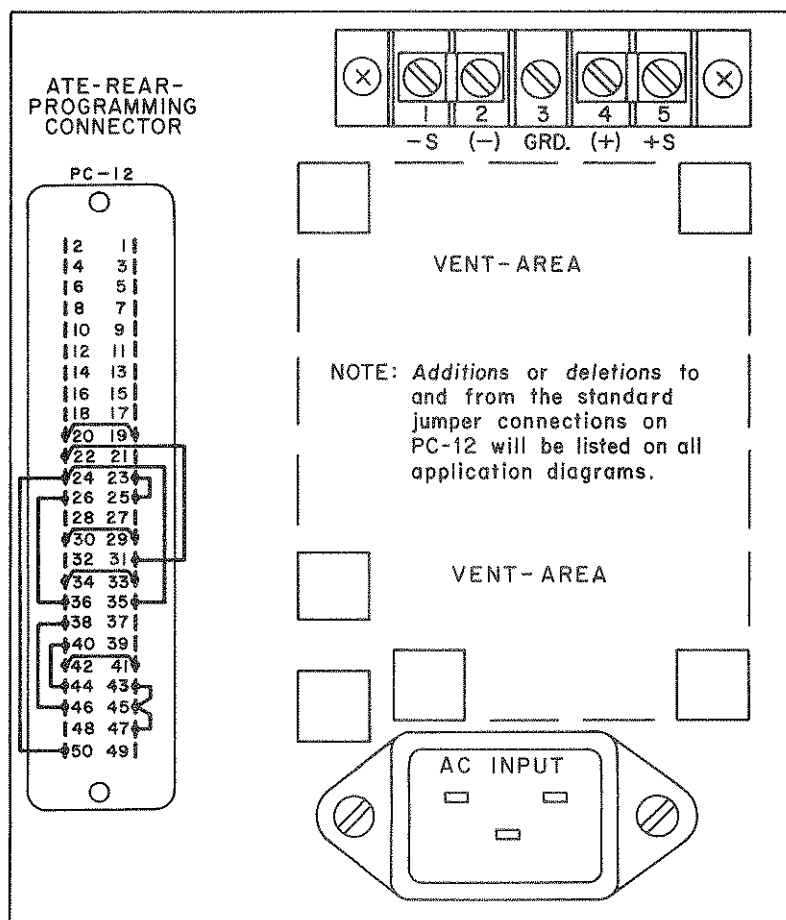 ATE-REAR-
PROGRAMMING
CONNECTOR
PC-12
2 1
4 3
6 5
8 7
10 9
12 11
14 13
16 15
18 17
20 19
22 21
24 23
26 25
28 27
30 29
32 31
34 33
36 35
38 37
40 39
42 41
44 43
46 45
48 47
50 49
1 2 3 4 5
-S (-) GRD. (+) +S
VENT-AREA
NOTE: Additions or deletions to
and from the standard
jumper connections on
PC-12 will be listed on all
application diagrams.
VENT-AREA
AC INPUT